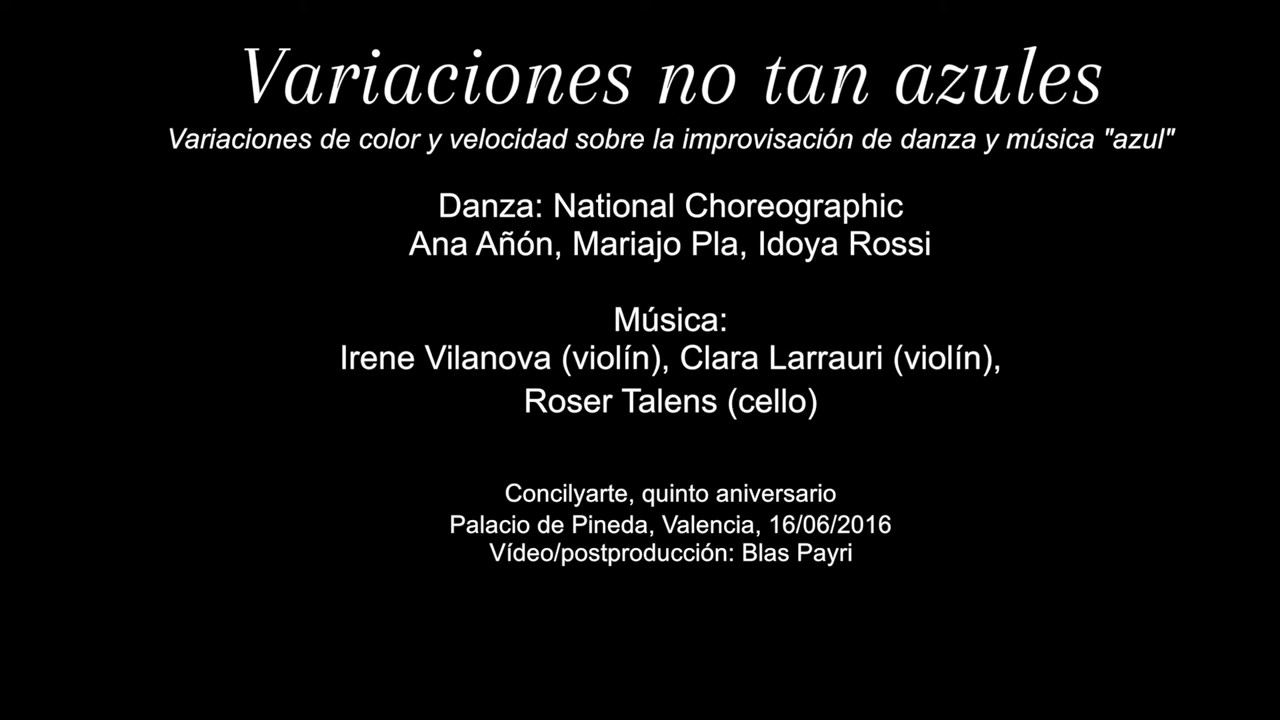 Variaciones no tan azules
Variaciones de color y velocidad sobre la improvisación de danza y música "azul"
Danza: National Choreographic
Ana Añón, Mariajo Pla, Idoya Rossi
Música:
Irene Vilanova (violín), Clara Larrauri (violín),
Roser Talens (cello)
Concilyarte, quinto aniversario
Palacio de Pineda, Valencia, 16/06/2016
Vídeo/postproducción: Blas Payri